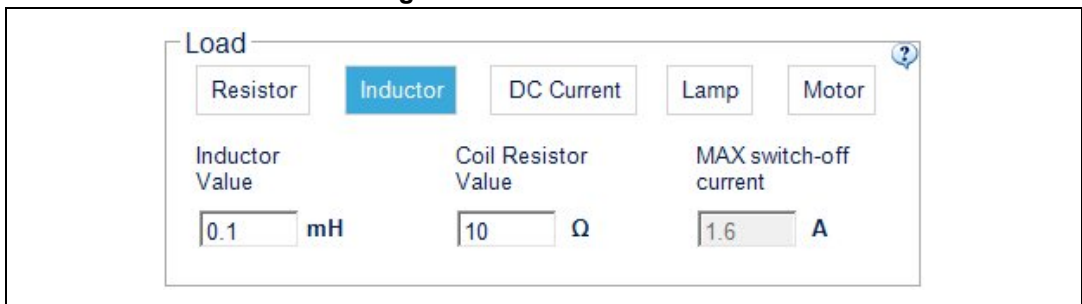 Load
?
Resistor Inductor DC Current Lamp Motor
Inductor Value
Coil Resistor Value
MAX switch-off current
0.1 mH
10 Ω
1.6 A